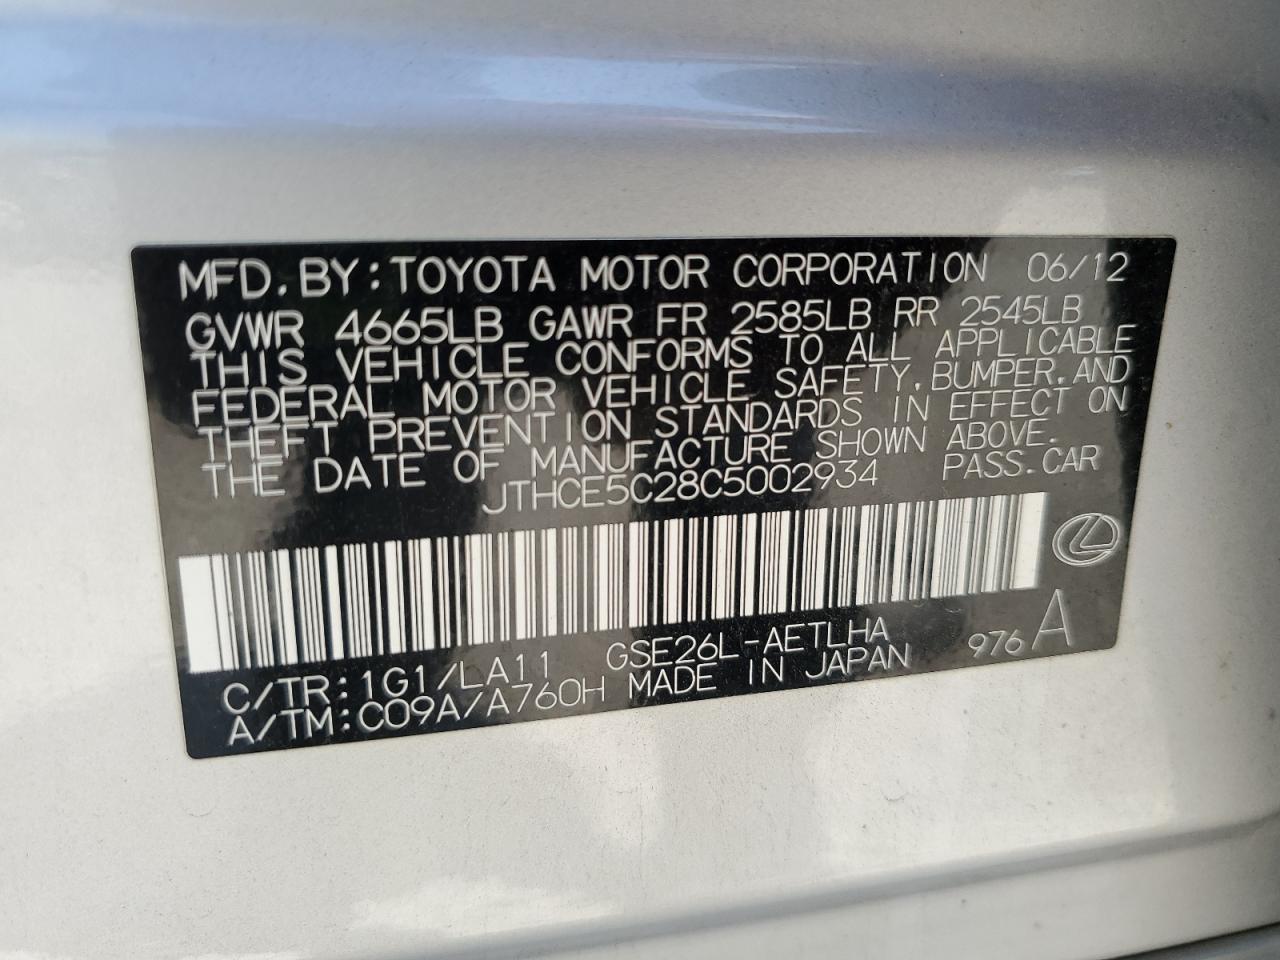 MFD. BY: TOYOTA MOTOR CORPORATION 06/12
GVWR 4665LB GAWR FR 2585LB RR 2545LB
THIS VEHICLE CONFORMS TO ALL APPLICABLE
FEDERAL MOTOR VEHICLE SAFETY, BUMPER, AND
THEFT PREVENTION STANDARDS IN EFFECT ON
THE DATE OF MANUFACTURE SHOWN ABOVE.
JTHCE5C28C5002934 PASS. CAR
C/TR: 1G1/LA11 GSE26L-AETLHA 976 A
A/TM: C09A/A760H MADE IN JAPAN